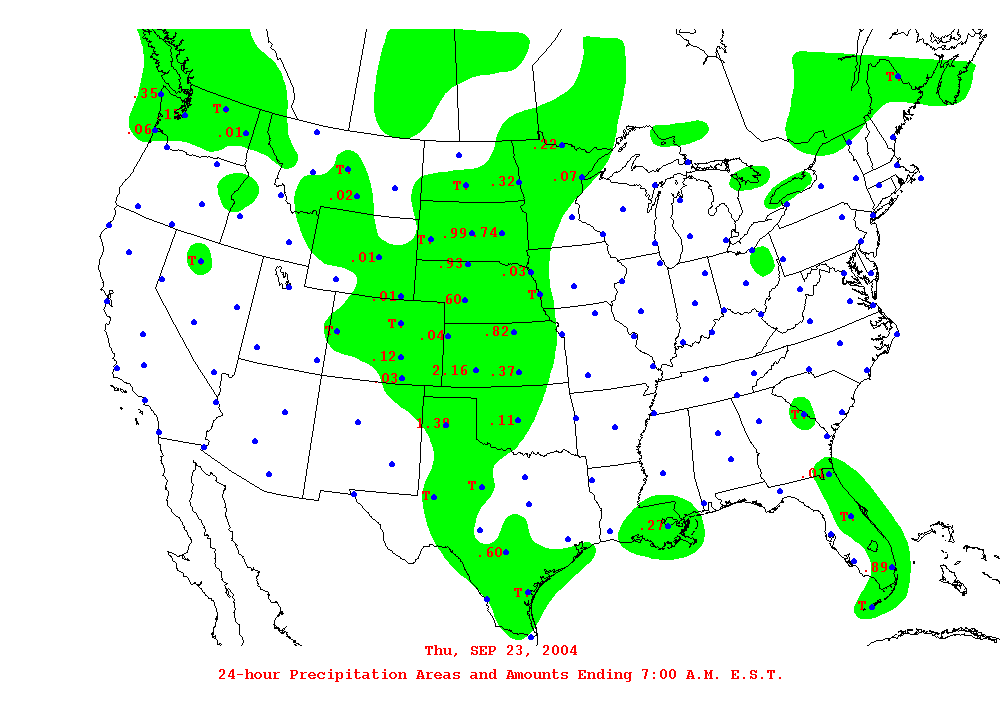 T
.35
.15
T
.06
.01
.22
T
.32
.07
T
.02
T
.99 .74
.01
T
.93
.03
.01
.60
T
T
T
.04
.82
.12
2.16
.37
.03
1.38
.11
T
.0
T
T
T
.27
.60
.89
T
T
Thu, SEP 23, 2004
24-hour Precipitation Areas and Amounts Ending 7:00 A.M. E.S.T.